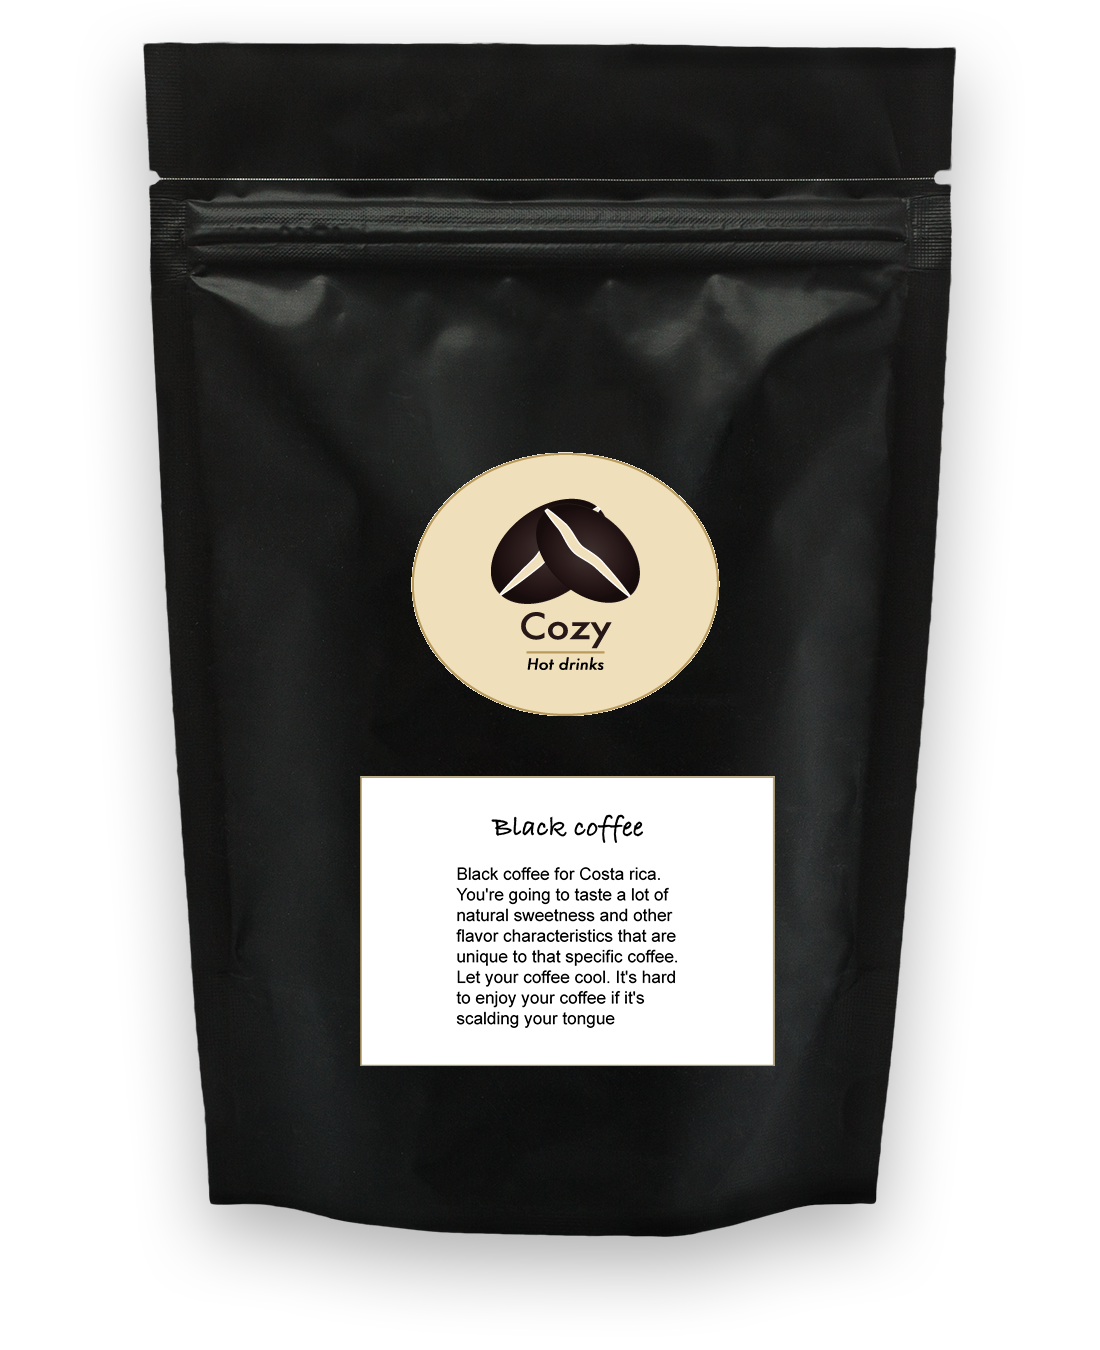 Cozy
Hot drinks
Black coffee
Black coffee for Costa rica.
You're going to taste a lot of
natural sweetness and other
flavor characteristics that are
unique to that specific coffee.
Let your coffee cool. It's hard
to enjoy your coffee if it's
scalding your tongue